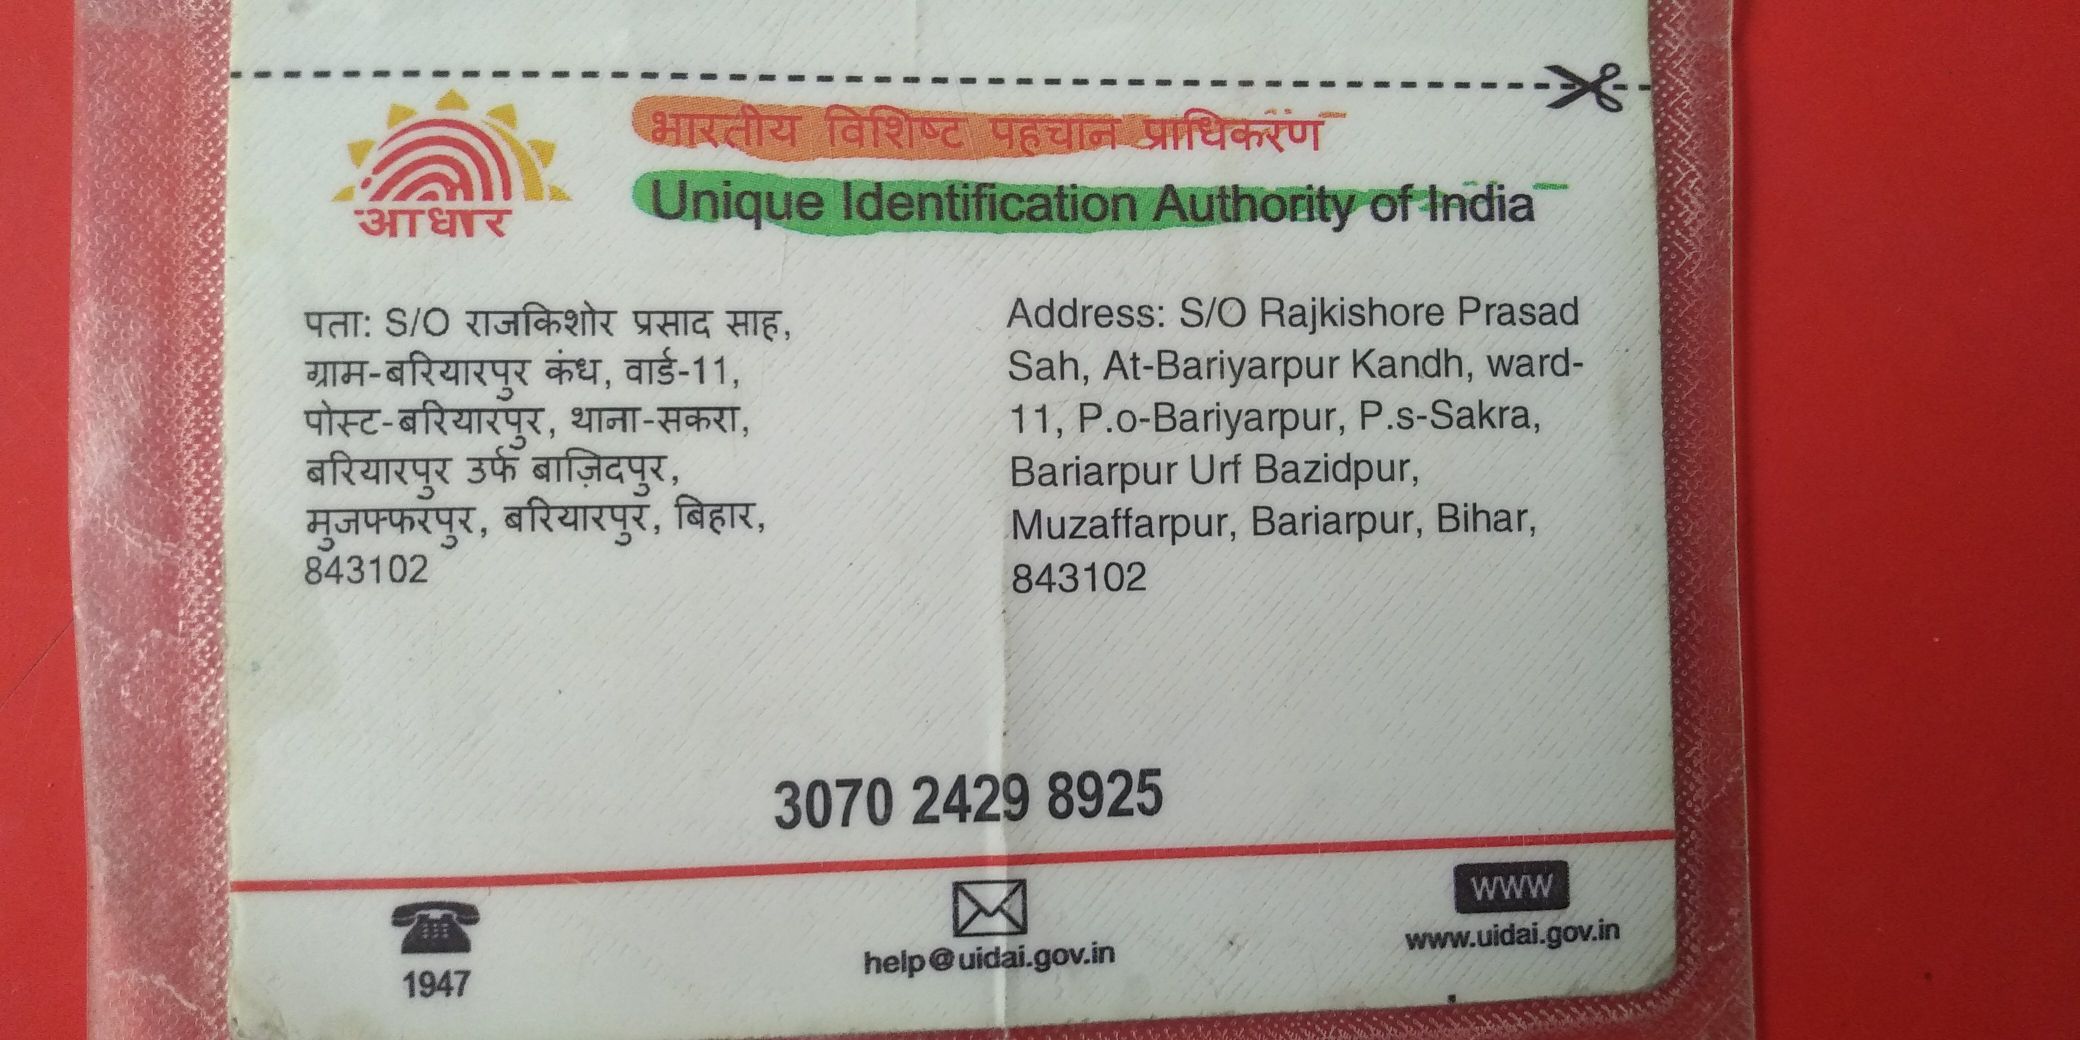 आधार
भारतीय विशिष्ट पहचान प्राधिकरण
Unique Identification Authority of India
पता: S/O राजकिशोर प्रसाद साह,
ग्राम-बरियारपुर कंध, वार्ड-11,
पोस्ट-बरियारपुर, थाना-सकरा,
बरियारपुर उर्फ बाज़िदपुर,
मुजफ्फरपुर, बरियारपुर, बिहार,
843102
Address: S/O Rajkishore Prasad
Sah, At-Bariyarpur Kandh, ward-
11, P.o-Bariyarpur, P.s-Sakra,
Bariarpur Urf Bazidpur,
Muzaffarpur, Bariarpur, Bihar,
843102
3070 2429 8925
1947
help@uidai.gov.in
www
www.uidai.gov.in